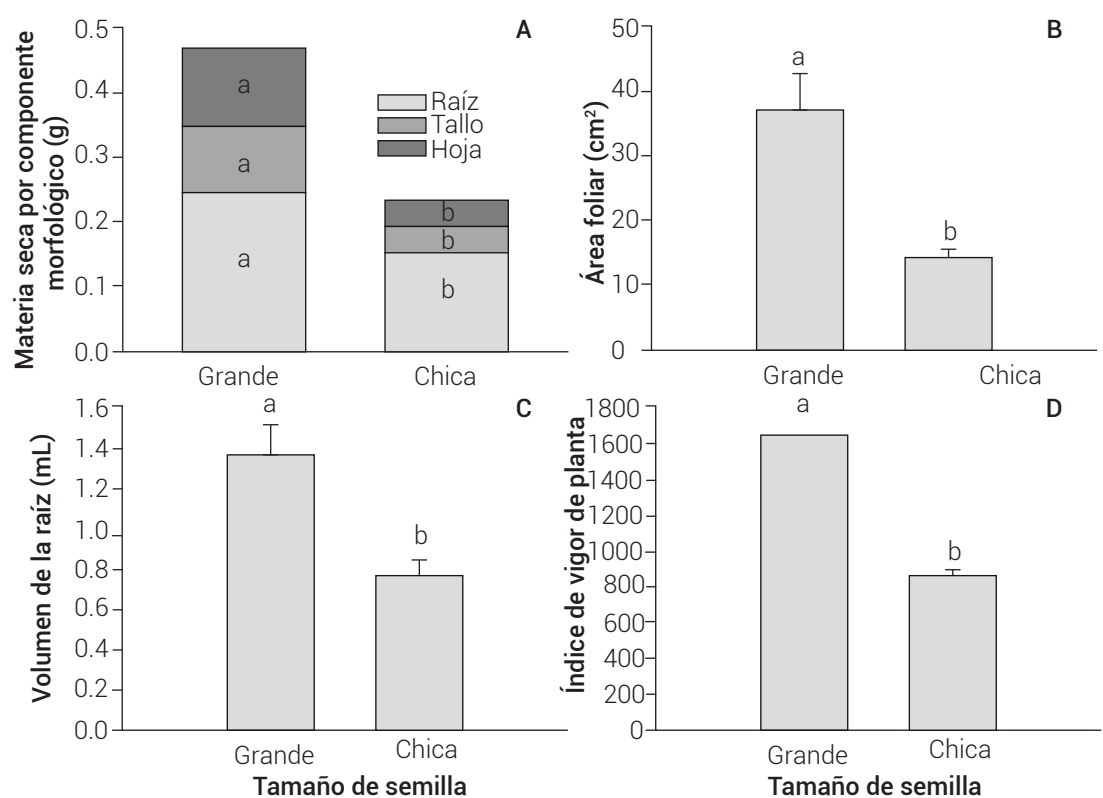 0.5
0.4
0.3
0.2
0.1
0.0
Materia seca por componente
morfológico (g)
A
a
a
a
Raíz
Tallo
Hoja
b
b
b
Grande
Chica
50
40
30
20
10
0
Área foliar (cm²)
B
a
b
Grande
Chica
1.6
1.4
1.2
1.0
0.8
0.6
0.4
0.2
0.0
Volumen de la raíz (mL)
C
a
b
Grande
Chica
Tamaño de semilla
1800
1600
1400
1200
1000
800
600
400
200
0
Índice de vigor de planta
D
a
b
Grande
Chica
Tamaño de semilla